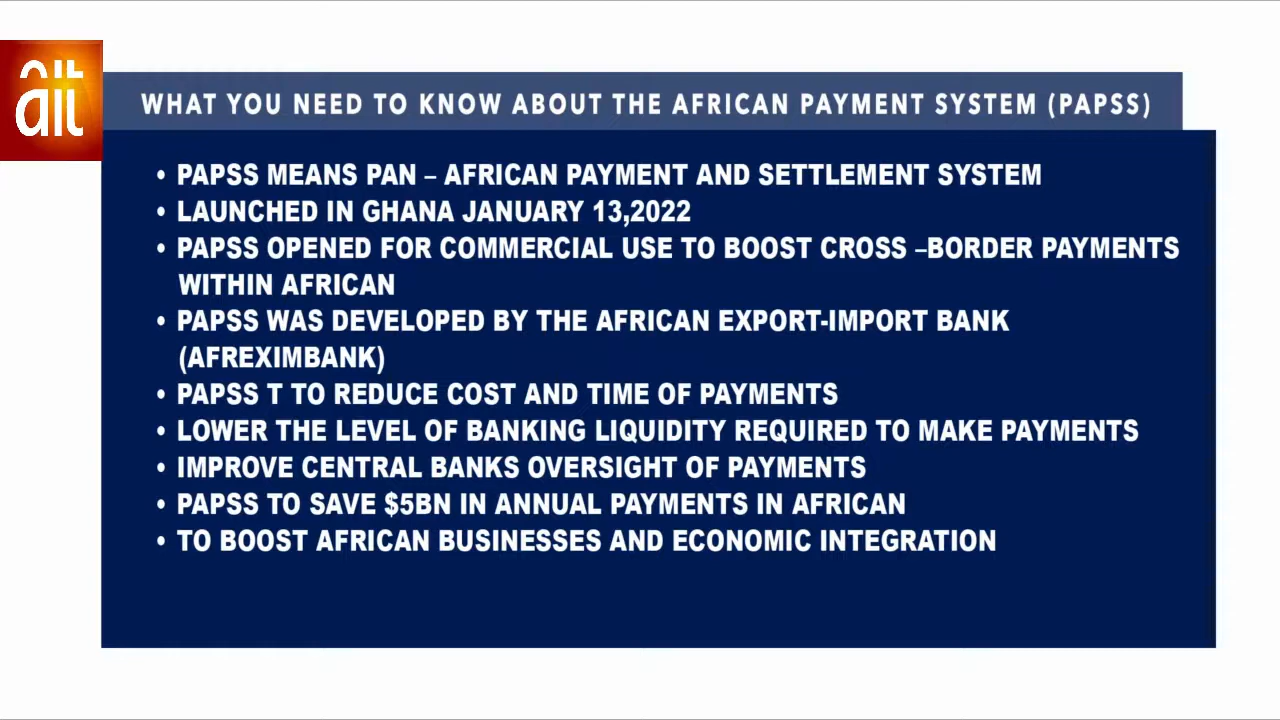 ait
WHAT YOU NEED TO KNOW ABOUT THE AFRICAN PAYMENT SYSTEM (PAPSS)
• PAPSS MEANS PAN – AFRICAN PAYMENT AND SETTLEMENT SYSTEM
• LAUNCHED IN GHANA JANUARY 13,2022
• PAPSS OPENED FOR COMMERCIAL USE TO BOOST CROSS –BORDER PAYMENTS
WITHIN AFRICAN
• PAPSS WAS DEVELOPED BY THE AFRICAN EXPORT-IMPORT BANK
(AFREXIMBANK)
• PAPSS T TO REDUCE COST AND TIME OF PAYMENTS
• LOWER THE LEVEL OF BANKING LIQUIDITY REQUIRED TO MAKE PAYMENTS
• IMPROVE CENTRAL BANKS OVERSIGHT OF PAYMENTS
• PAPSS TO SAVE $5BN IN ANNUAL PAYMENTS IN AFRICAN
• TO BOOST AFRICAN BUSINESSES AND ECONOMIC INTEGRATION